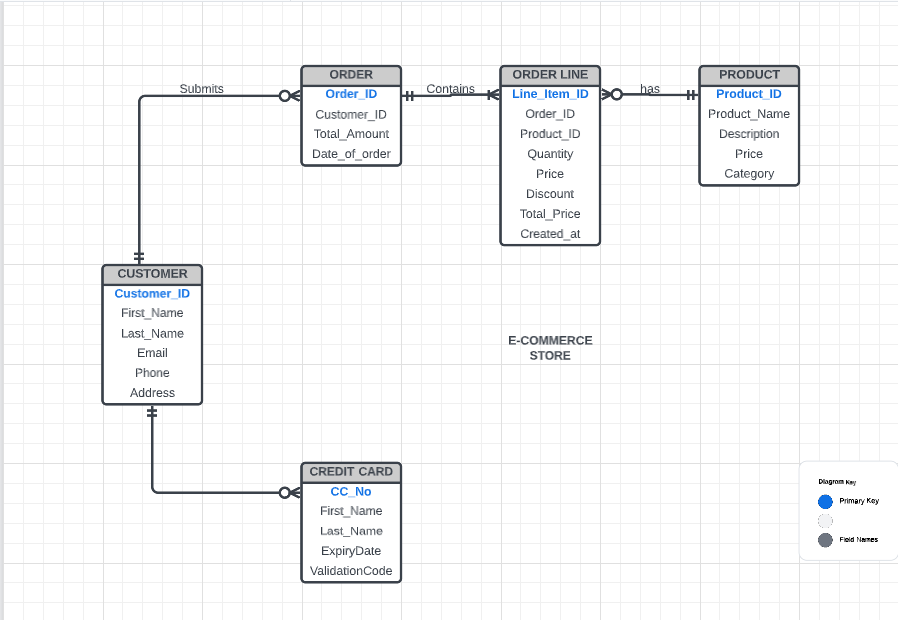 Submits
ORDER
Order_ID
Customer_ID
Total_Amount
Date_of_order
Contains
ORDER LINE
Line_Item_ID
Order_ID
Product_ID
Quantity
Price
Discount
Total_Price
Created_at
has
PRODUCT
Product_ID
Product_Name
Description
Price
Category
CUSTOMER
Customer_ID
First_Name
Last_Name
Email
Phone
Address
E-COMMERCE
STORE
CREDIT CARD
CC_No
First_Name
Last_Name
ExpiryDate
ValidationCode
Diagram Key
Primary Key
Field Names